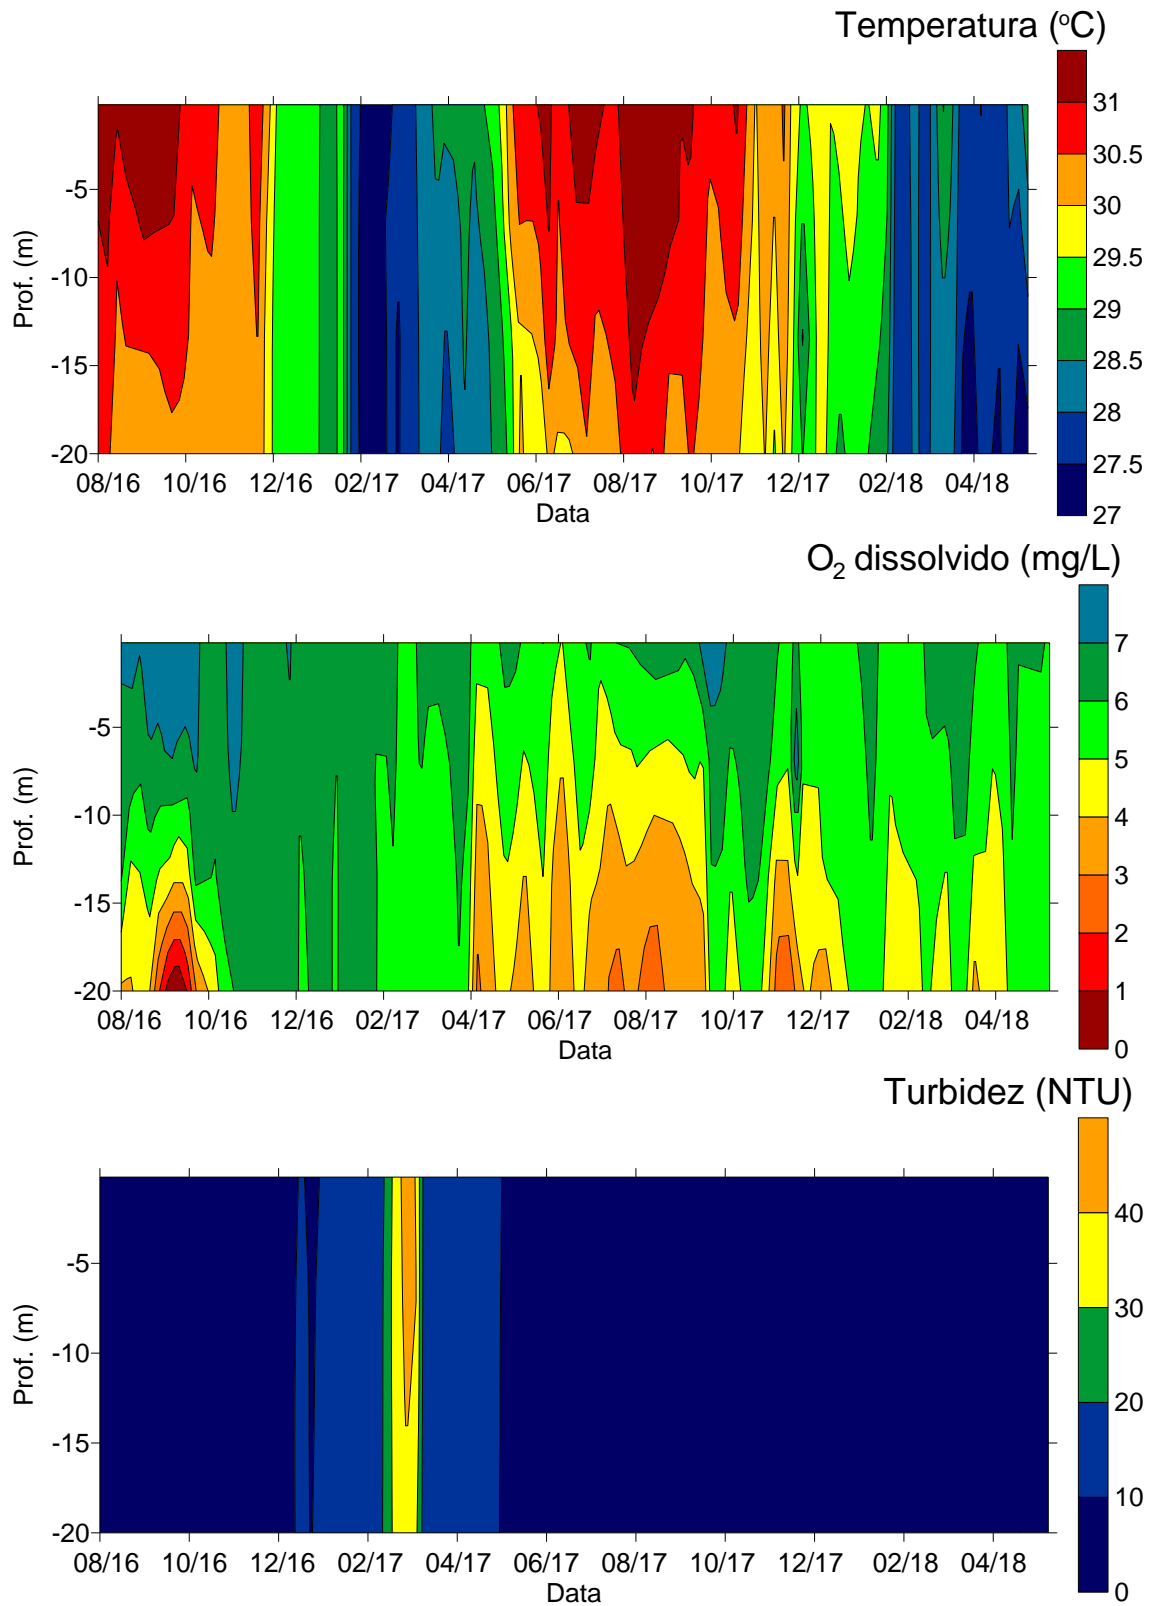 Temperatura (°C)
31
30.5
30
29.5
29
28.5
28
27.5
27
Prof. (m)
-5
-10
-15
-20
08/16 10/16 12/16 02/17 04/17 06/17 08/17 10/17 12/17 02/18 04/18
Data
O₂ dissolvido (mg/L)
7
6
5
4
3
2
1
0
Prof. (m)
-5
-10
-15
-20
08/16 10/16 12/16 02/17 04/17 06/17 08/17 10/17 12/17 02/18 04/18
Data
Turbidez (NTU)
40
30
20
10
0
Prof. (m)
-5
-10
-15
-20
08/16 10/16 12/16 02/17 04/17 06/17 08/17 10/17 12/17 02/18 04/18
Data